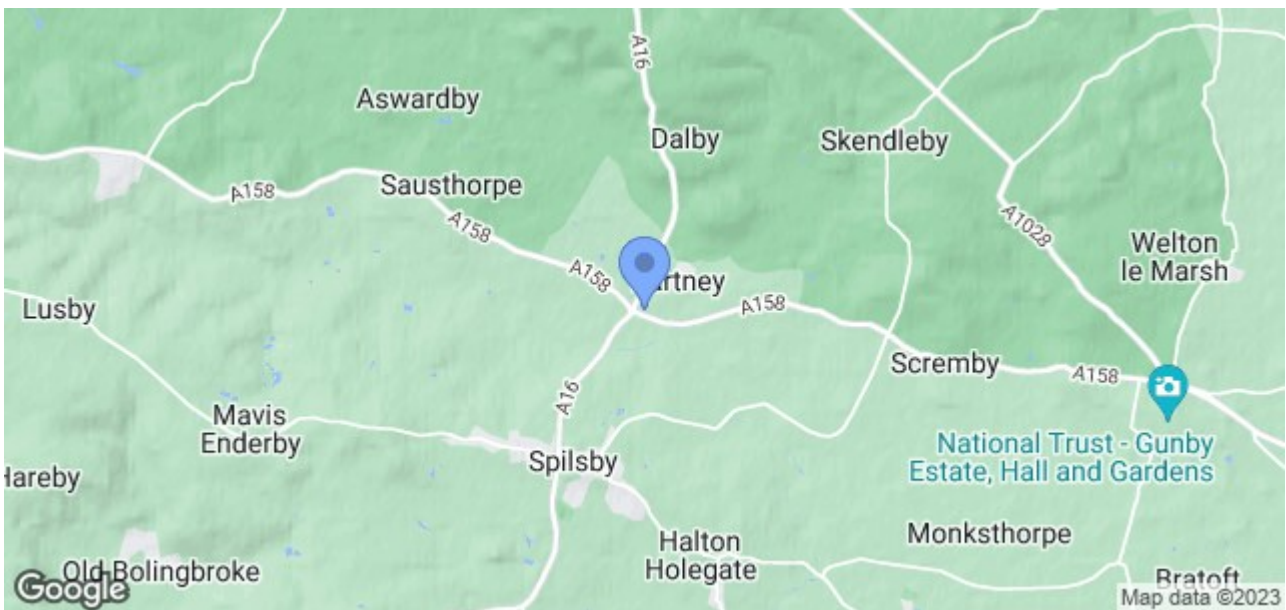 A16
Aswardby
Dalby
Skendleby
A158
Sausthorpe
A158
A1028
Welton
le Marsh
A158
artney
A158
Lusby
Scremby
A158
A16
Mavis
Enderby
National Trust - Gunby
Estate, Hall and Gardens
Spilsby
Hareby
Monksthorpe
Halton
Holegate
Old Bolingbroke
Bratoft
Google
Map data ©2023